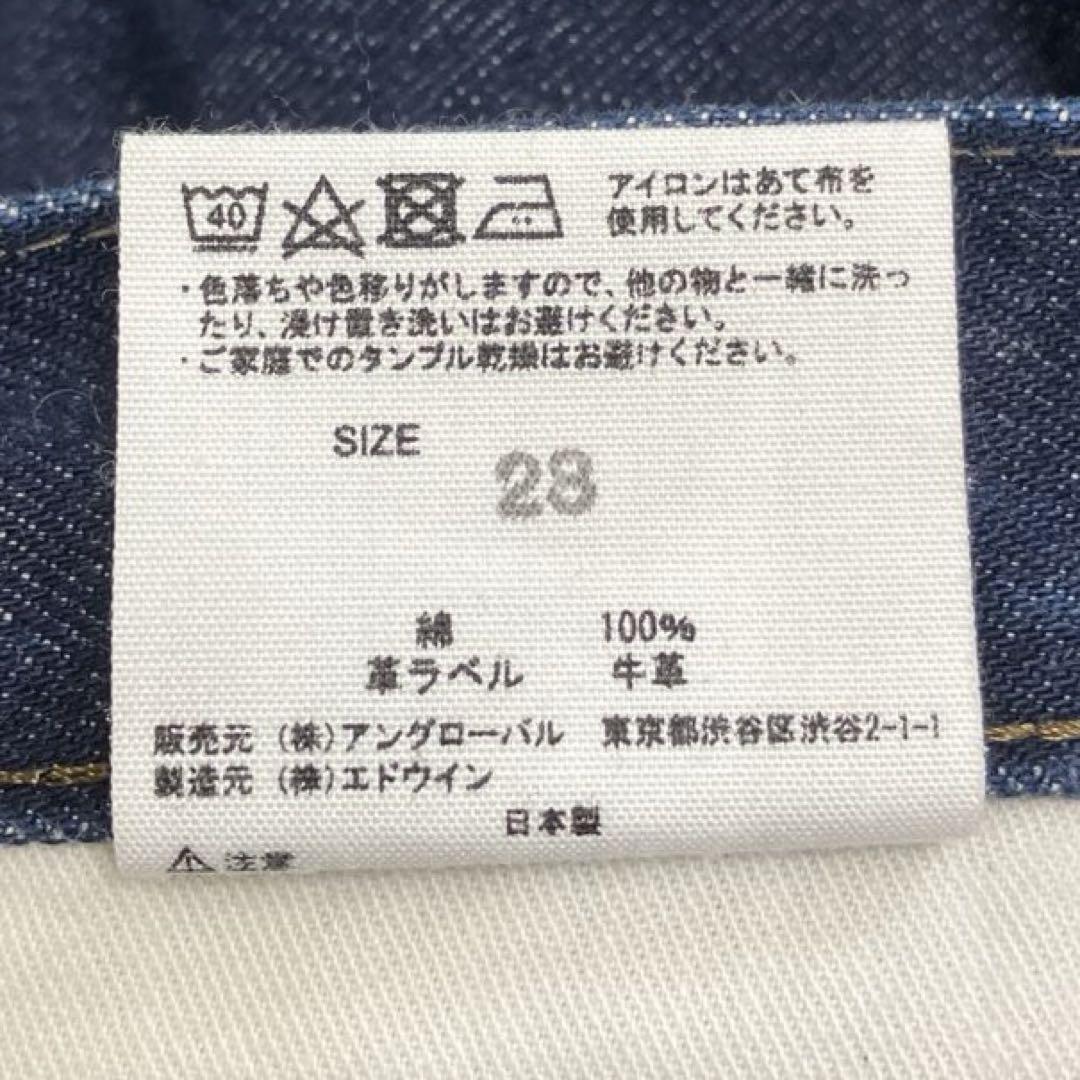 40
アイロンはあて布を
使用してください。
・色落ちや色移りがしますので、他の物と一緒に洗っ
たり、浸け置き洗いはお避けください。
・ご家庭でのタンブル乾燥はお避けください。
SIZE 28
綿 100%
革ラベル 牛革
販売元 (株)アングローバル 東京都渋谷区渋谷2-1-1
製造元 (株)エドウイン
日本製
注意